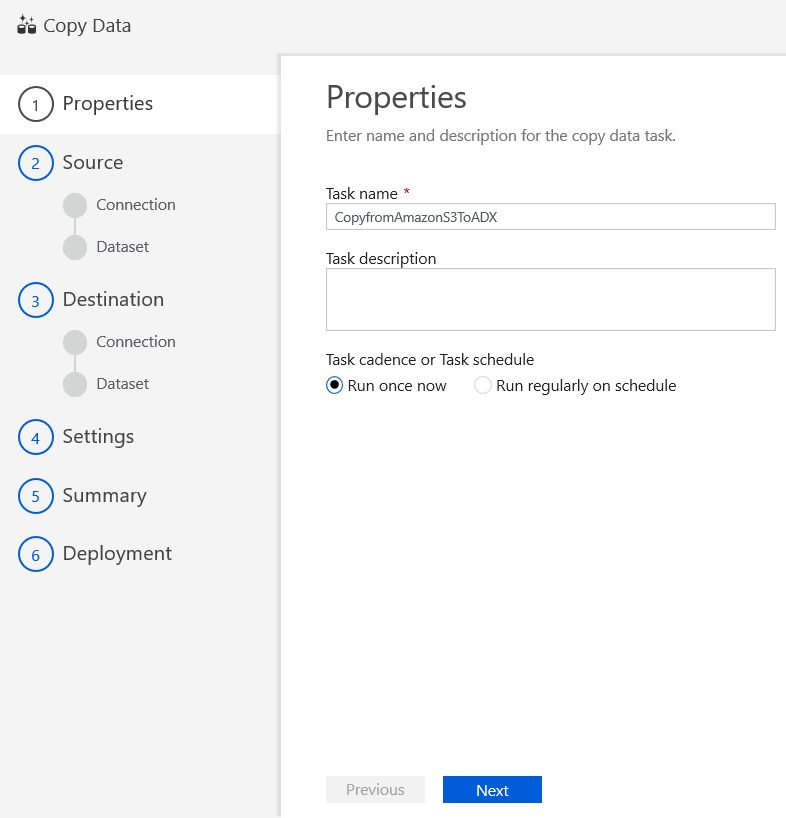 Copy Data
1 Properties
2 Source
Connection
Dataset
3 Destination
Connection
Dataset
4 Settings
5 Summary
6 Deployment
Properties
Enter name and description for the copy data task.
Task name *
CopyfromAmazonS3ToADX
Task description
Task cadence or Task schedule
Run once now Run regularly on schedule
Previous Next